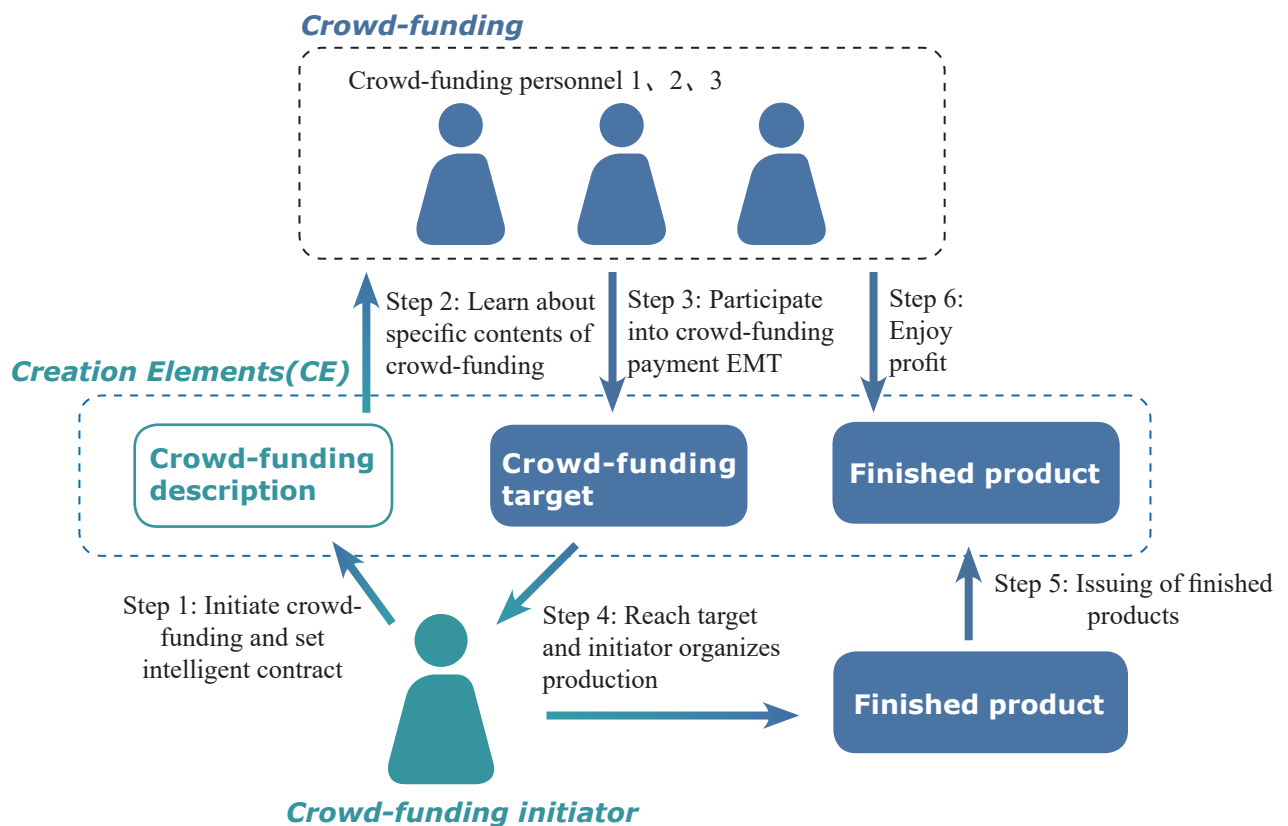 Crowd-funding
Crowd-funding personnel 1、2、3
Step 2: Learn about
specific contents of
crowd-funding
Step 3: Participate
into crowd-funding
payment EMT
Step 6:
Enjoy
profit
Creation Elements(CE)
Crowd-funding
description
Crowd-funding
target
Finished product
Step 1: Initiate crowd-
funding and set
intelligent contract
Step 4: Reach target
and initiator organizes
production
Step 5: Issuing of finished
products
Finished product
Crowd-funding initiator